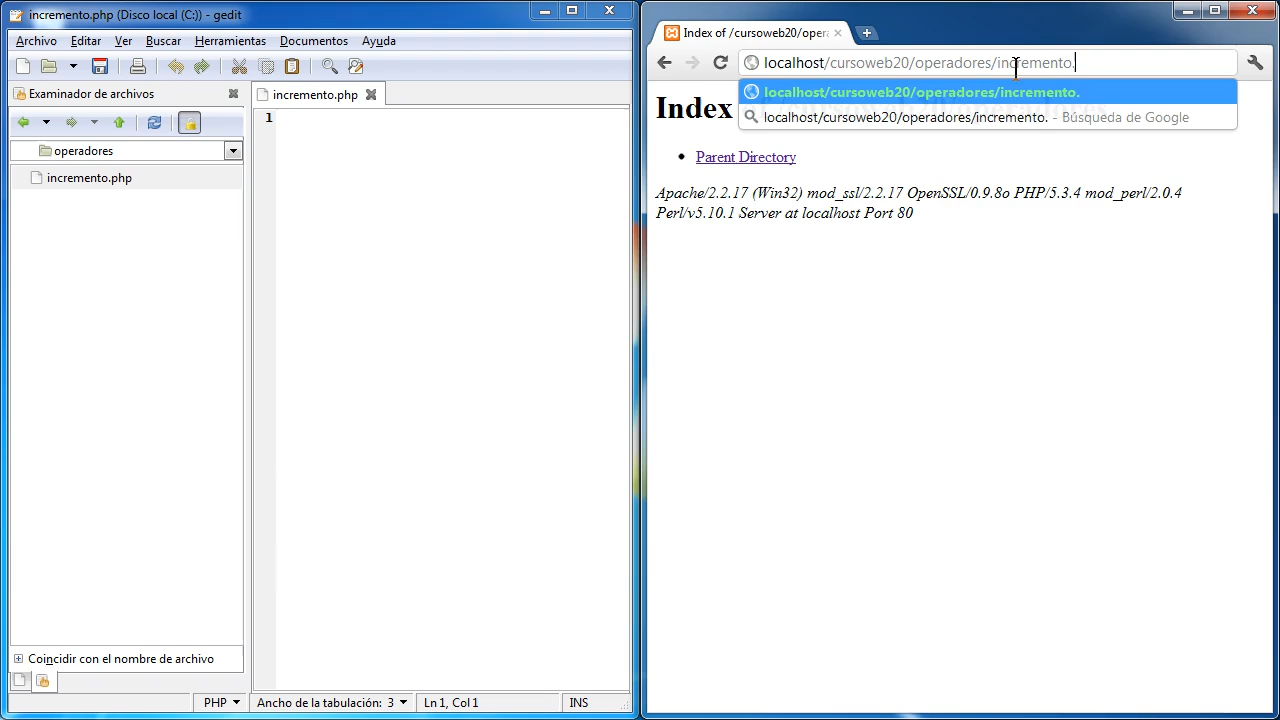 incremento.php (Disco local (C:)) - gedit
Archivo Editar Ver Buscar Herramientas Documentos Ayuda
Examinador de archivos
operadores
incremento.php
Coincidir con el nombre de archivo
incremento.php
1
PHP Ancho de la tabulación: 3 Ln 1, Col 1 INS
Index of /cursoweb20/opera
localhost/cursoweb20/operadores/incremento.
localhost/cursoweb20/operadores/incremento.
localhost/cursoweb20/operadores/incremento. - Búsqueda de Google
Index of /cursoweb20/operadores
Parent Directory
Apache/2.2.17 (Win32) mod_ssl/2.2.17 OpenSSL/0.9.8o PHP/5.3.4 mod_perl/2.0.4
Perl/v5.10.1 Server at localhost Port 80